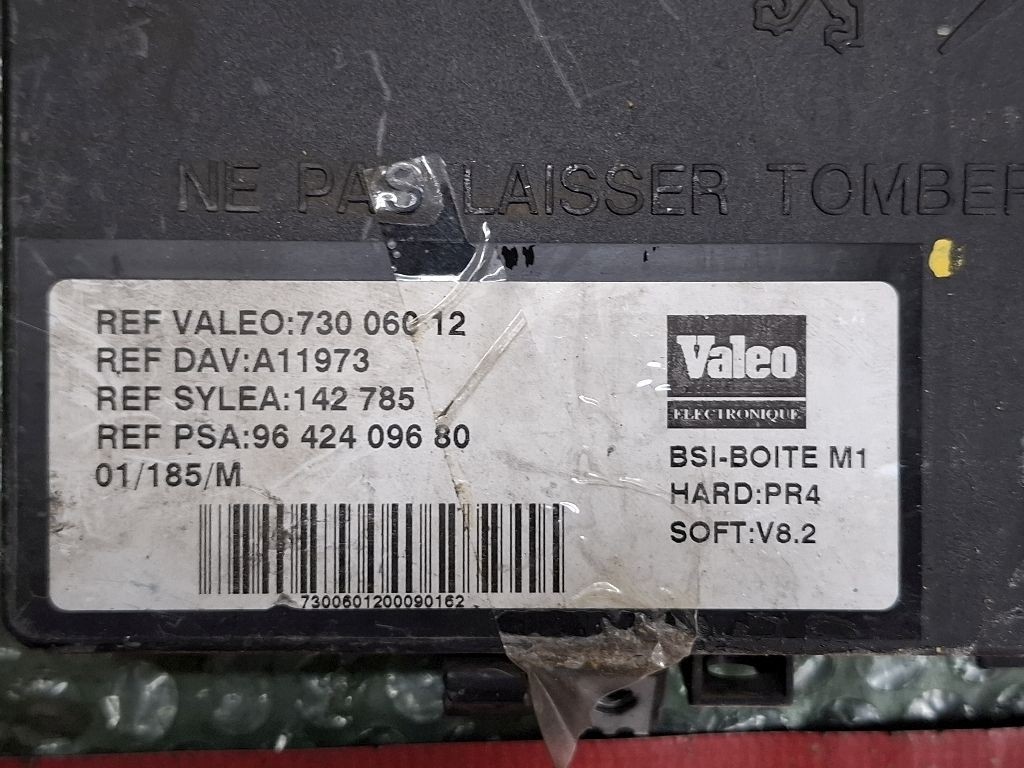 NE PAS LAISSER TOMBER
REF VALEO:730 060 12
REF DAV:A11973
REF SYLEA:142 785
REF PSA:96 424 096 80
01/185/M
7300601200090162
Valeo
ELECTRONIQUE
BSI-BOITE M1
HARD:PR4
SOFT:V8.2